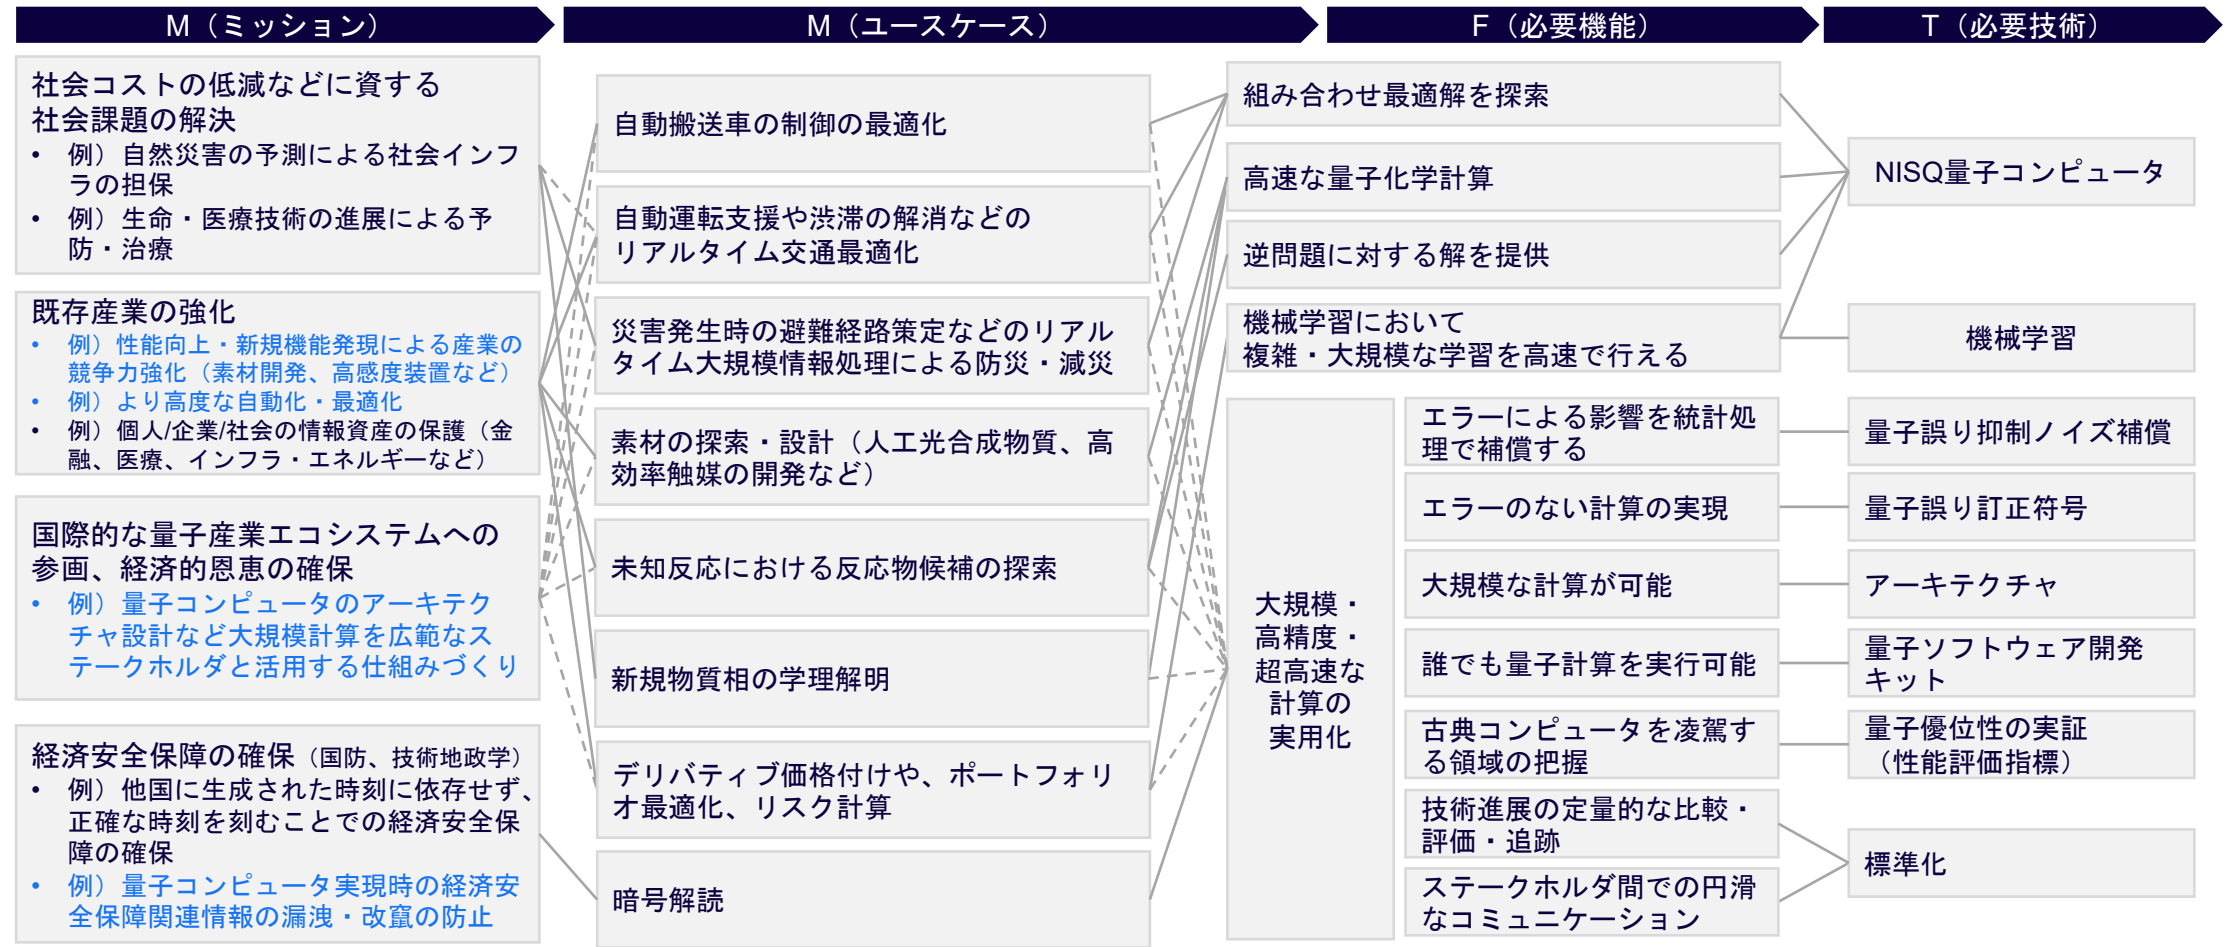 M（ミッション）
M（ユースケース）
F（必要機能）
T（必要技術）
社会コストの低減などに資する
社会課題の解決
• 例）自然災害の予測による社会インフ
ラの担保
• 例）生命・医療技術の進展による予
防・治療
既存産業の強化
• 例）性能向上・新規機能発現による産業の
競争力強化（素材開発、高感度装置など）
• 例）より高度な自動化・最適化
• 例）個人/企業/社会の情報資産の保護（金
融、医療、インフラ・エネルギーなど）
国際的な量子産業エコシステムへの
参画、経済的恩恵の確保
• 例）量子コンピュータのアーキテク
チャ設計など大規模計算を広範なス
テークホルダと活用する仕組みづくり
経済安全保障の確保（国防、技術地政学）
• 例）他国に生成された時刻に依存せず、
正確な時刻を刻むことでの経済安全保
障の確保
• 例）量子コンピュータ実現時の経済安
全保障関連情報の漏洩・改竄の防止
自動搬送車の制御の最適化
自動運転支援や渋滞の解消などの
リアルタイム交通最適化
災害発生時の避難経路策定などのリアル
タイム大規模情報処理による防災・減災
素材の探索・設計（人工光合成物質、高
効率触媒の開発など）
未知反応における反応物候補の探索
新規物質相の学理解明
デリバティブ価格付けや、ポートフォリ
オ最適化、リスク計算
暗号解読
組み合わせ最適解を探索
高速な量子化学計算
逆問題に対する解を提供
機械学習において
複雑・大規模な学習を高速で行える
大規模・
高精度・
超高速な
計算の
実用化
エラーによる影響を統計処
理で補償する
エラーのない計算の実現
大規模な計算が可能
誰でも量子計算を実行可能
古典コンピュータを凌駕す
る領域の把握
技術進展の定量的な比較・
評価・追跡
ステークホルダ間での円滑
なコミュニケーション
NISQ量子コンピュータ
機械学習
量子誤り抑制ノイズ補償
量子誤り訂正符号
アーキテクチャ
量子ソフトウェア開発
キット
量子優位性の実証
（性能評価指標）
標準化